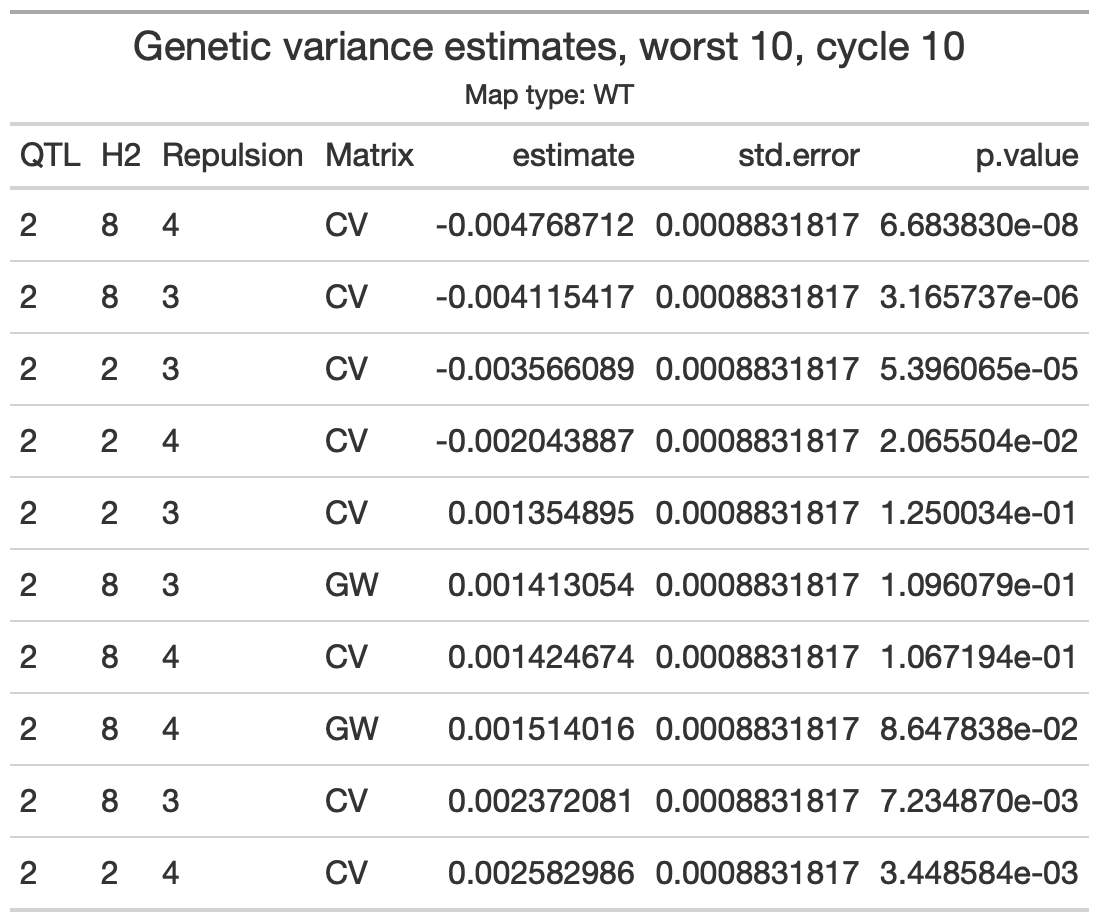 Genetic variance estimates, worst 10, cycle 10
Map type: WT
QTL H2 Repulsion Matrix estimate std.error p.value
2 8 4 CV -0.004768712 0.0008831817 6.683830e-08
2 8 3 CV -0.004115417 0.0008831817 3.165737e-06
2 2 3 CV -0.003566089 0.0008831817 5.396065e-05
2 2 4 CV -0.002043887 0.0008831817 2.065504e-02
2 2 3 CV 0.001354895 0.0008831817 1.250034e-01
2 8 3 GW 0.001413054 0.0008831817 1.096079e-01
2 8 4 CV 0.001424674 0.0008831817 1.067194e-01
2 8 4 GW 0.001514016 0.0008831817 8.647838e-02
2 8 3 CV 0.002372081 0.0008831817 7.234870e-03
2 2 4 CV 0.002582986 0.0008831817 3.448584e-03